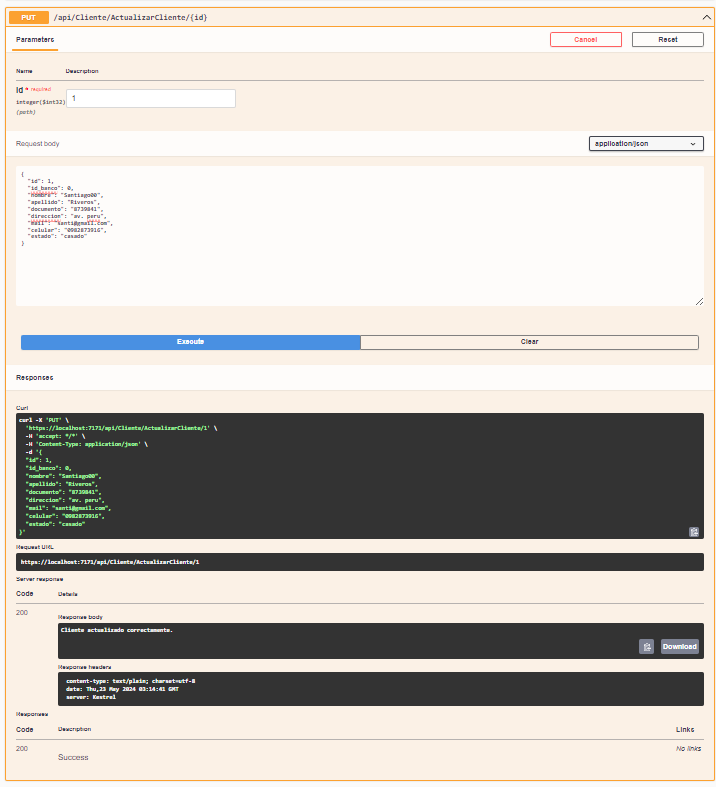 PUT /api/Cliente/ActualizarCliente/{id}
Parameters Cancel Reset
Name Description
id * required
integer($int32)
(path)
1
Request body application/json
{
"id": 1,
"id_banco": 0,
"nombre": "Santiago00",
"apellido": "Riveros",
"documento": "8739841",
"direccion": "av. peru",
"mail": "santi@gmail.com",
"celular": "0982873916",
"estado": "casado"
}
Execute Clear
Responses
Curl
curl -X 'PUT' \
'https://localhost:7171/api/Cliente/ActualizarCliente/1' \
-H 'accept: */*' \
-H 'Content-Type: application/json' \
-d '{
"id": 1,
"id_banco": 0,
"nombre": "Santiago00",
"apellido": "Riveros",
"documento": "8739841",
"direccion": "av. peru",
"mail": "santi@gmail.com",
"celular": "0982873916",
"estado": "casado"
}'
Request URL
https://localhost:7171/api/Cliente/ActualizarCliente/1
Server response
Code Details
200
Response body
Cliente actualizado correctamente.
Download
Response headers
content-type: text/plain; charset=utf-8
date: Thu,23 May 2024 03:14:41 GMT
server: Kestrel
Responses
Code Description Links
200 Success No links